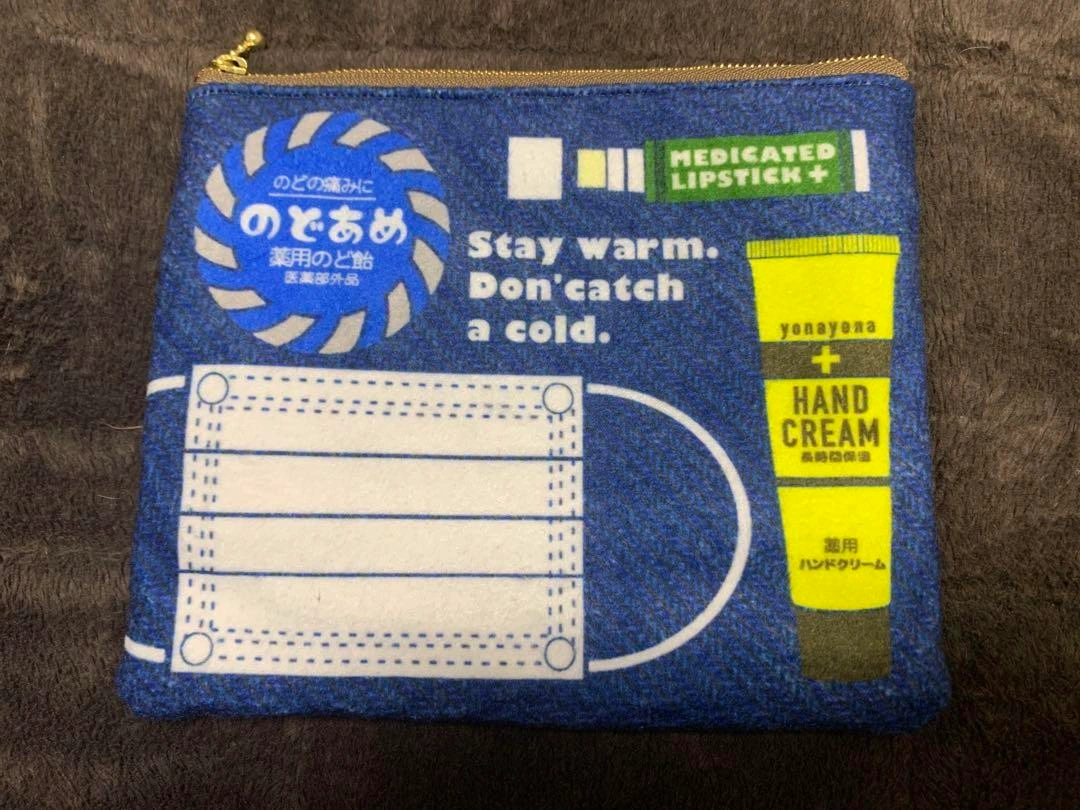 のどの痛みに
のどあめ
薬用のど飴
医薬部外品
MEDICATED
LIPSTICK +
Stay warm.
Don'catch
a cold.
yonayona
+
HAND
CREAM
長時間保湿
薬用
ハンドクリーム